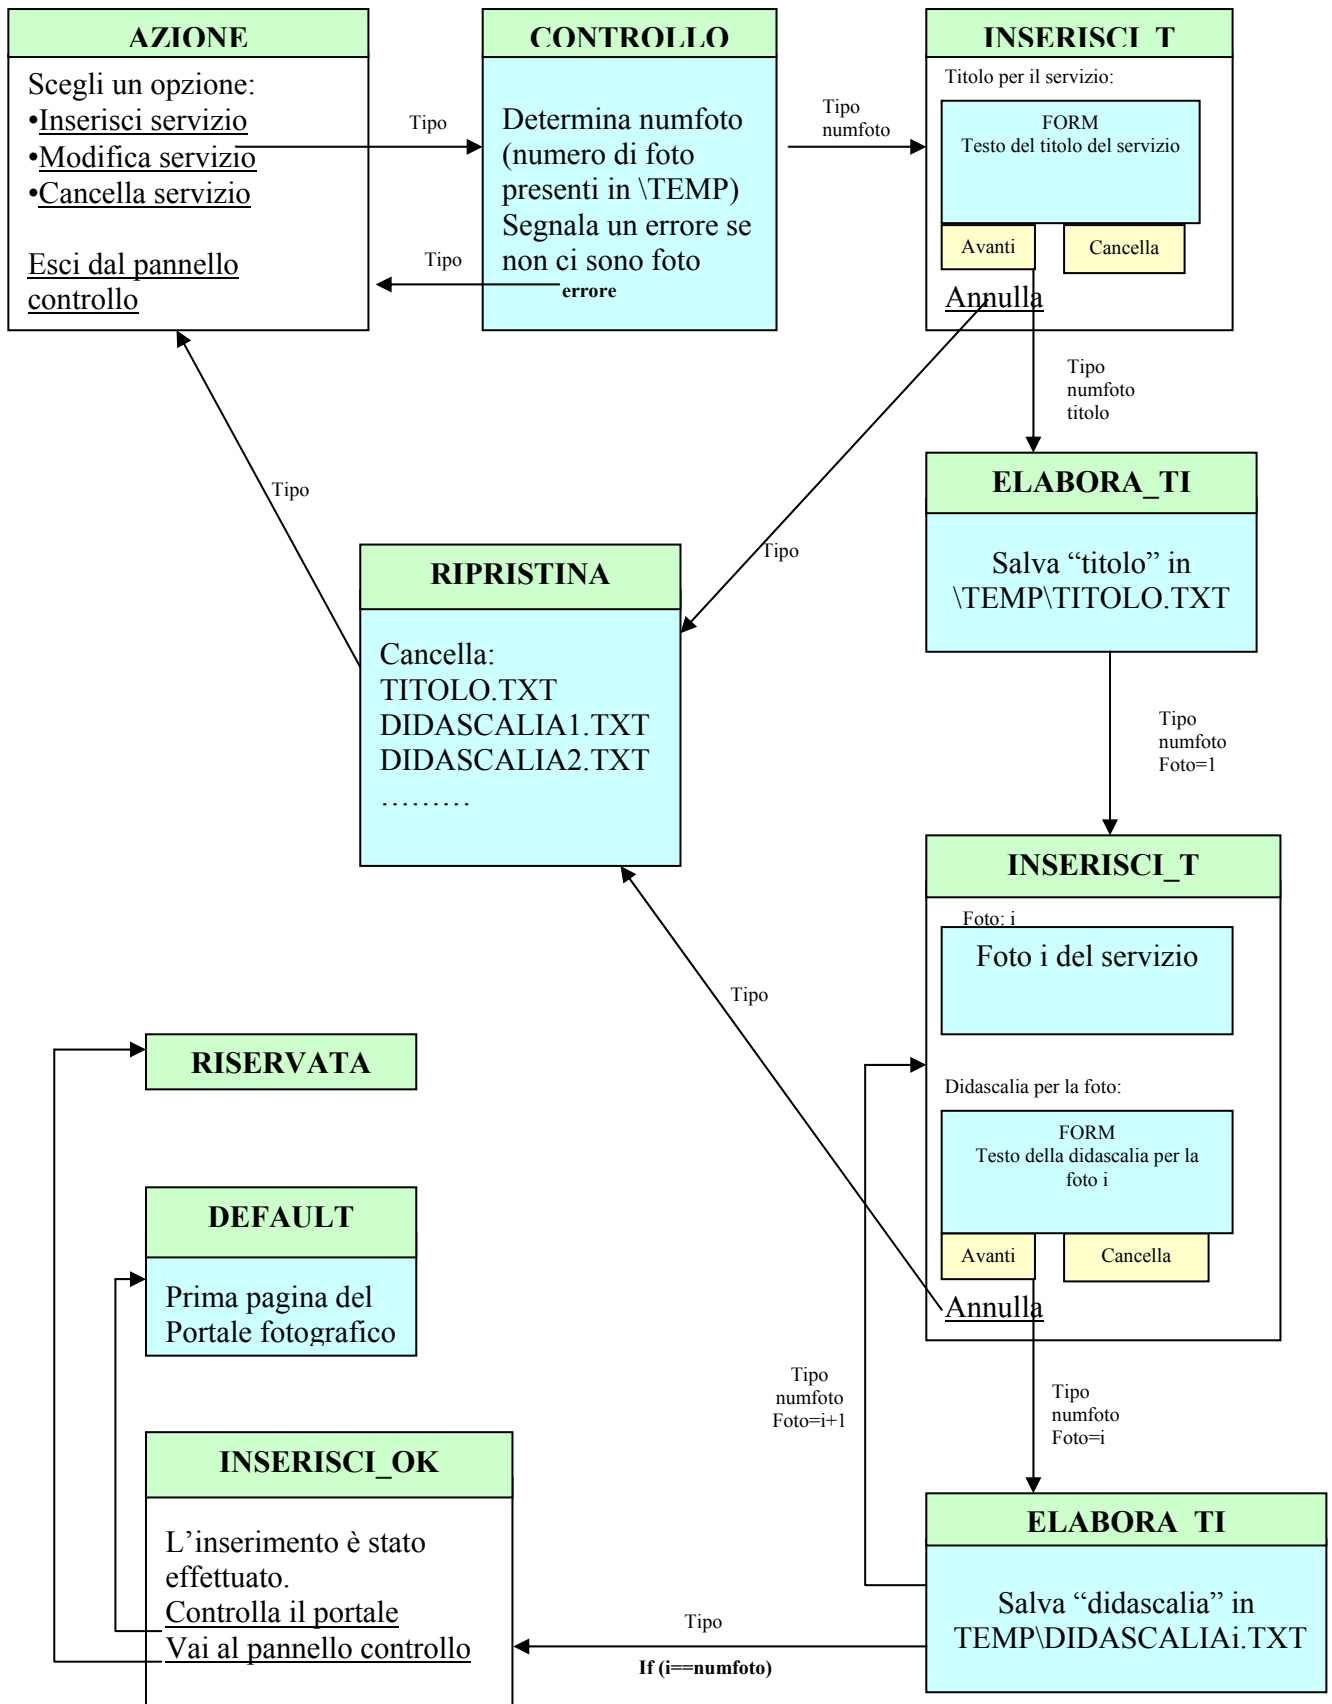 AZIONE
Scegli un opzione:
•Inserisci servizio
•Modifica servizio
•Cancella servizio
Esci dal pannello
controllo
Tipo
Tipo
CONTROLLO
Determina numfoto
(numero di foto
presenti in \TEMP)
Segnala un errore se
non ci sono foto
errore
Tipo
numfoto
INSERISCI_T
Titolo per il servizio:
FORM
Testo del titolo del servizio
Avanti
Cancella
Annulla
Tipo
numfoto
titolo
ELABORA_TI
Salva “titolo” in
\TEMP\TITOLO.TXT
Tipo
Tipo
RIPRISTINA
Cancella:
TITOLO.TXT
DIDASCALIA1.TXT
DIDASCALIA2.TXT
………
Tipo
numfoto
Foto=1
INSERISCI_T
Foto: i
Foto i del servizio
Didascalia per la foto:
FORM
Testo della didascalia per la
foto i
Avanti
Cancella
Annulla
Tipo
RISERVATA
DEFAULT
Prima pagina del
Portale fotografico
Tipo
numfoto
Foto=i+1
Tipo
numfoto
Foto=i
INSERISCI_OK
L’inserimento è stato
effettuato.
Controlla il portale
Vai al pannello controllo
Tipo
If (i==numfoto)
ELABORA_TI
Salva “didascalia” in
TEMP\DIDASCALIAi.TXT